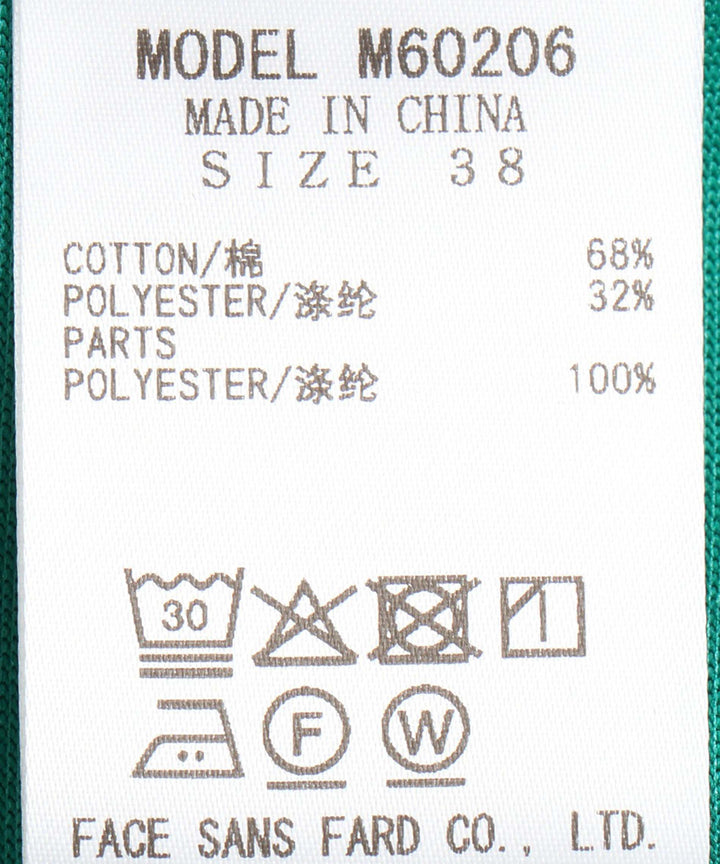 MODEL M60206
MADE IN CHINA
SIZE 38
COTTON/棉 68%
POLYESTER/涤纶 32%
PARTS
POLYESTER/涤纶 100%
30
F W
FACE SANS FARD CO., LTD.